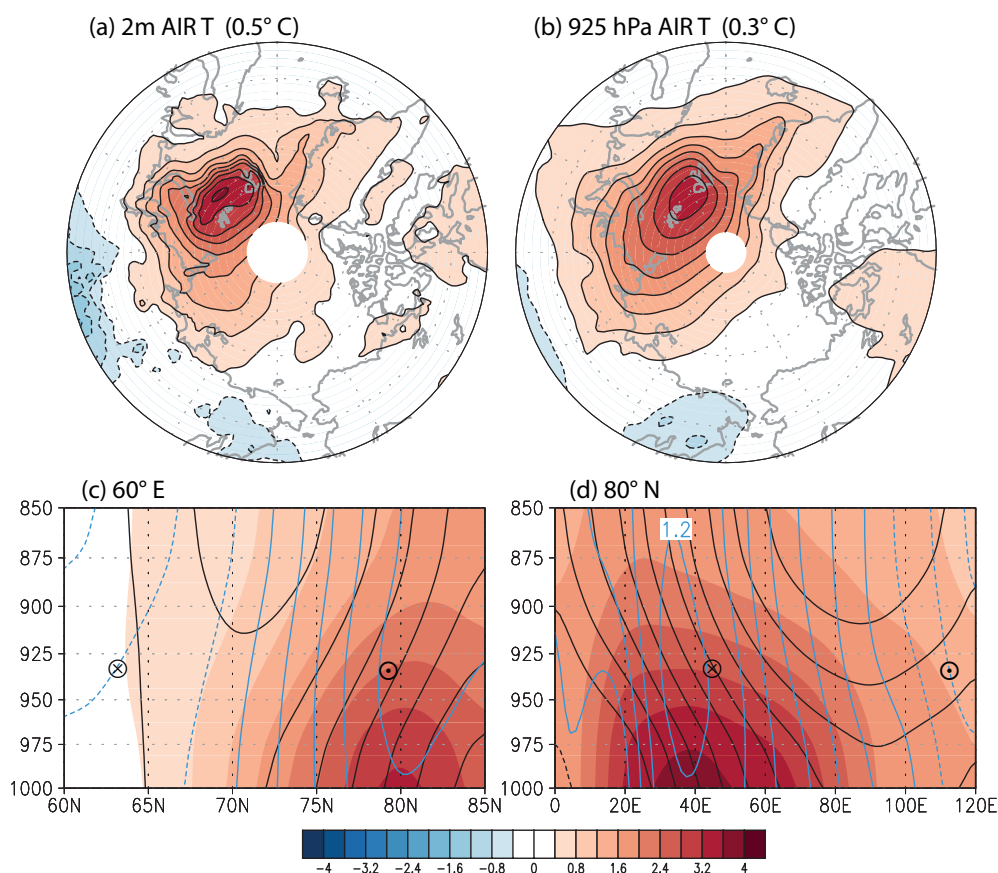 (a) 2m AIR T (0.5° C)
(b) 925 hPa AIR T (0.3° C)
(c) 60° E
(d) 80° N
850
875
900
925
950
975
1000
60N 65N 70N 75N 80N 85N
850
875
900
925
950
975
1000
1.2
0 20E 40E 60E 80E 100E 120E
-4 -3.2 -2.4 -1.6 -0.8 0 0.8 1.6 2.4 3.2 4